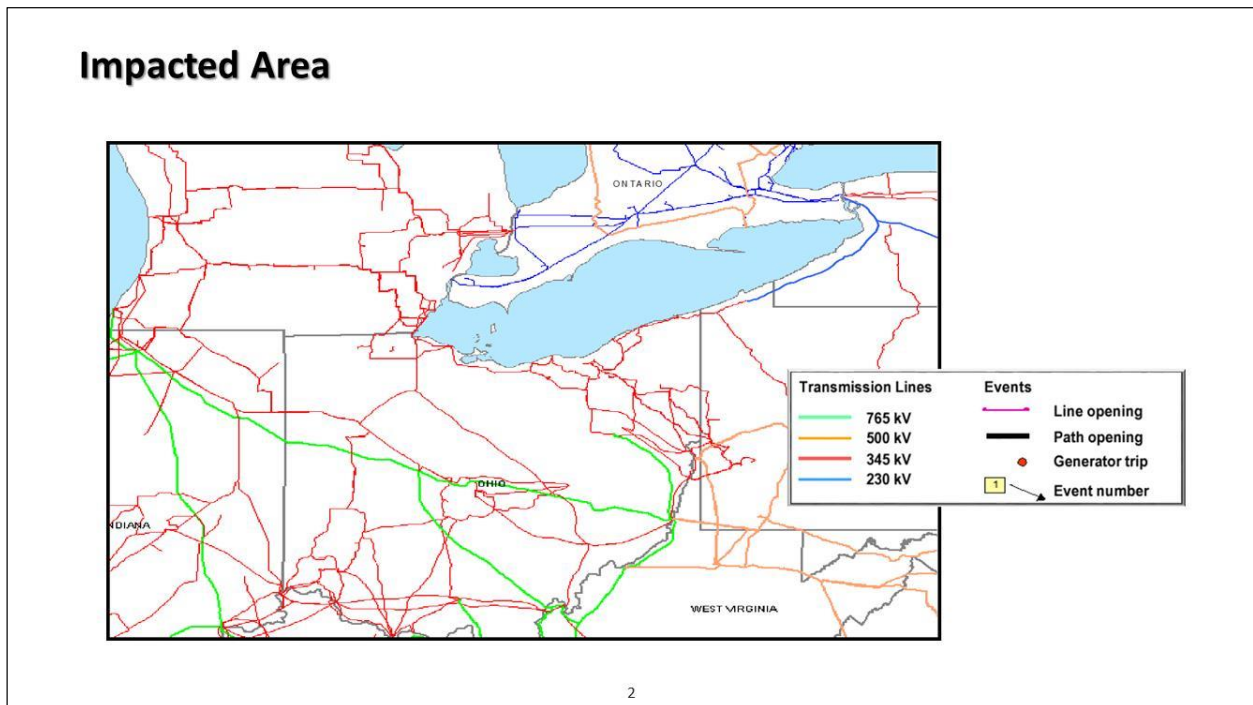 Impacted Area
ONTARIO
OHIO
NDIANA
WEST VIRGINIA
Transmission Lines
765 kV
500 kV
345 kV
230 kV
Events
Line opening
Path opening
Generator trip
1
Event number
2